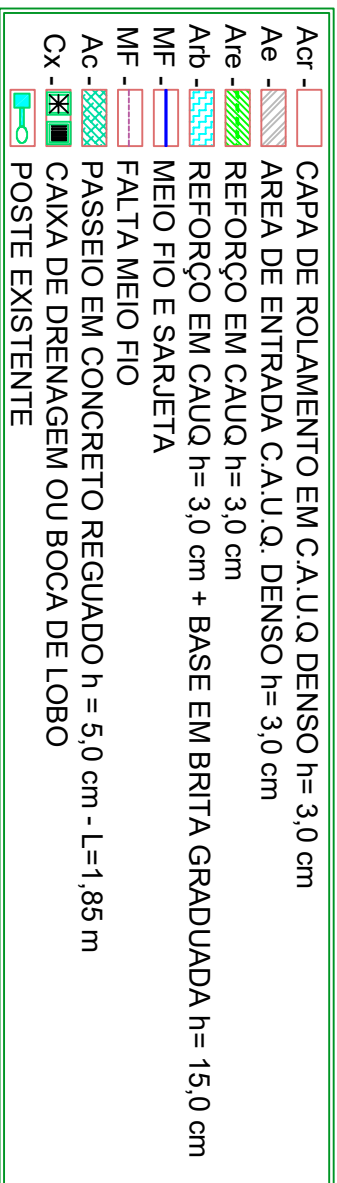 Acr - CAPA DE ROLAMENTO EM C.A.U.Q DENSO h= 3,0 cm
Ae - AREA DE ENTRADA C.A.U.Q. DENSO h= 3,0 cm
Are - REFORÇO EM CAUQ h= 3,0 cm
Arb - REFORÇO EM CAUQ h= 3,0 cm + BASE EM BRITA GRADUADA h= 15,0 cm
MF - MEIO FIO E SARJETA
MF - FALTA MEIO FIO
Ac - PASSEIO EM CONCRETO REGUADO h = 5,0 cm - L=1,85 m
Cx - CAIXA DE DRENAGEM OU BOCA DE LOBO
POSTE EXISTENTE